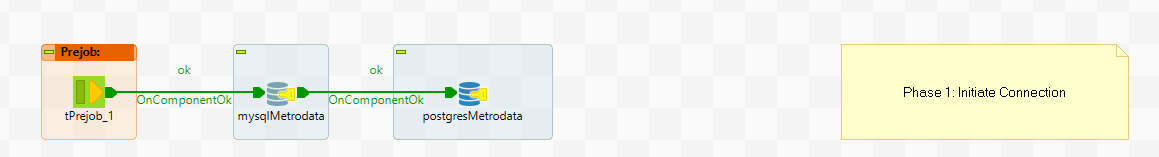 Prejob:
ok
ok
OnComponentOk
OnComponentOk
tPrejob_1
mysqlMetrodata
postgresMetrodata
Phase 1: Initiate Connection